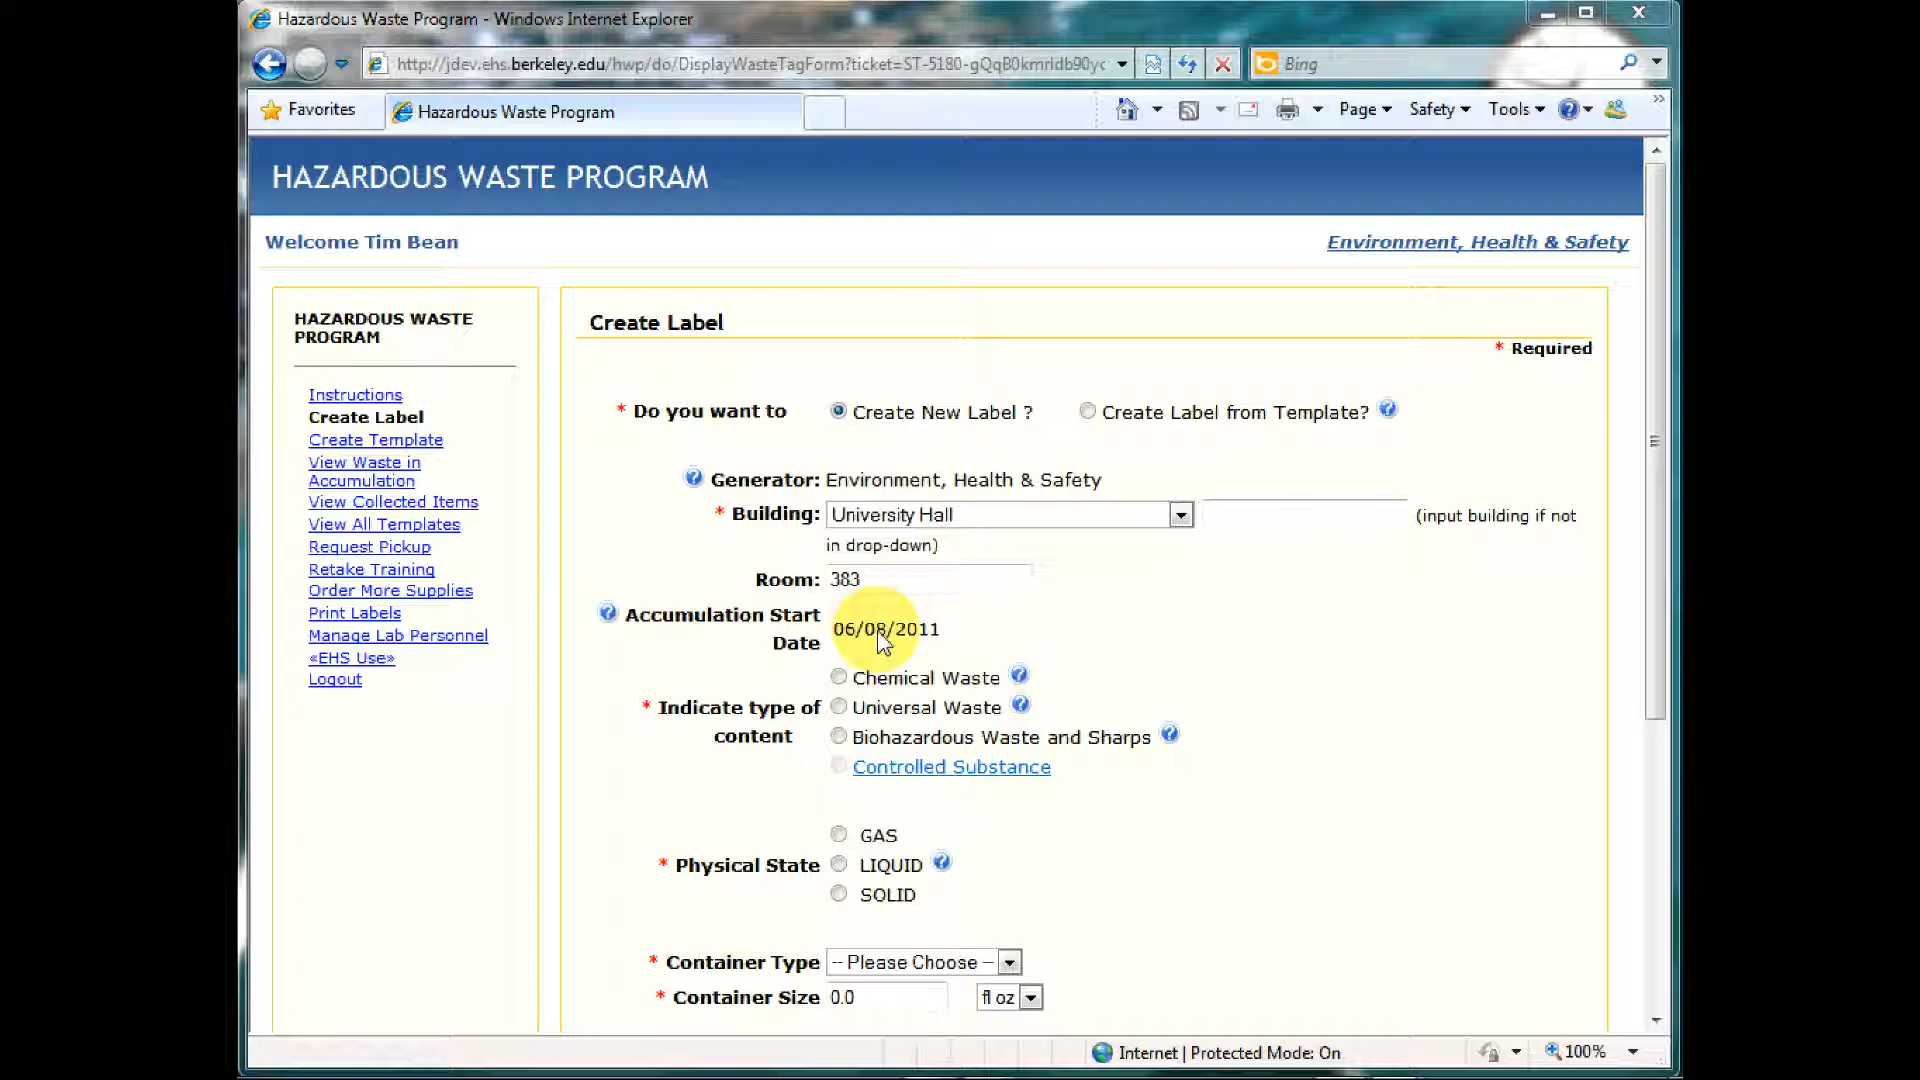 Hazardous Waste Program - Windows Internet Explorer
http://jdev.ehs.berkeley.edu/hwp/do/DisplayWasteTagForm?ticket=ST-5180-
Bing
Favorites
Hazardous Waste Program
Page
Safety
Tools
HAZARDOUS WASTE PROGRAM
Welcome Tim Bean
Environment, Health & Safety
HAZARDOUS WASTE
PROGRAM
Instructions
Create Label
Create Template
View Waste in
Accumulation
View Collected Items
View All Templates
Request Pickup
Retake Training
Order More Supplies
Print Labels
Manage Lab Personnel
«EHS Use»
Logout
Create Label
* Required
* Do you want to Create New Label ? Create Label from Template?
Generator: Environment, Health & Safety
* Building: University Hall (input building if not
in drop-down)
Room: 383
Accumulation Start
Date 06/08/2011
* Indicate type of
content
Chemical Waste
Universal Waste
Biohazardous Waste and Sharps
Controlled Substance
* Physical State
GAS
LIQUID
SOLID
* Container Type -- Please Choose --
* Container Size 0.0 fl oz
Internet | Protected Mode: On
100%